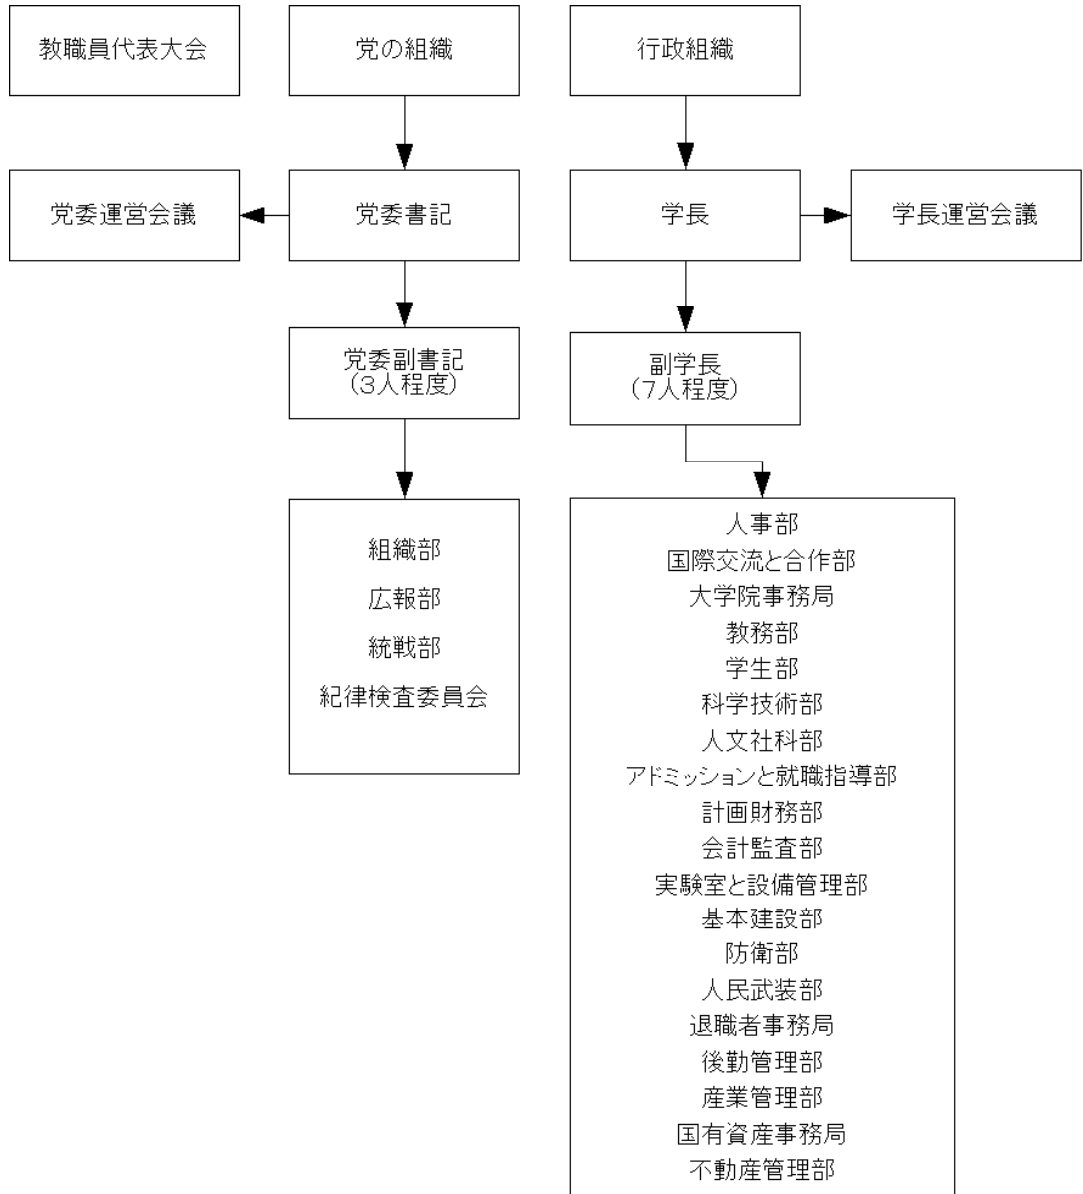 教職員代表大会
党の組織
行政組織
党委運営会議
党委書記
学長
学長運営会議
党委副書記
(3人程度)
副学長
(7人程度)
組織部
広報部
統戦部
紀律検査委員会
人事部
国際交流と合作部
大学院事務局
教務部
学生部
科学技術部
人文社科部
アドミッションと就職指導部
計画財務部
会計監査部
実験室と設備管理部
基本建設部
防衛部
人民武装部
退職者事務局
後勤管理部
産業管理部
国有資産事務局
不動産管理部